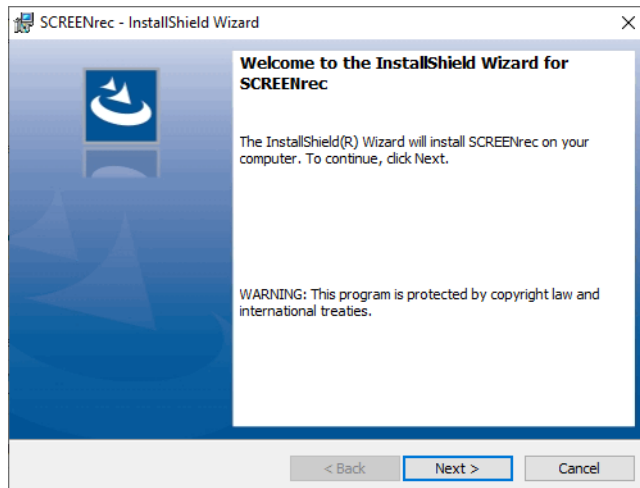 SCREENrec - InstallShield Wizard
Welcome to the InstallShield Wizard for
SCREENrec
The InstallShield(R) Wizard will install SCREENrec on your
computer. To continue, click Next.
WARNING: This program is protected by copyright law and
international treaties.
< Back
Next >
Cancel